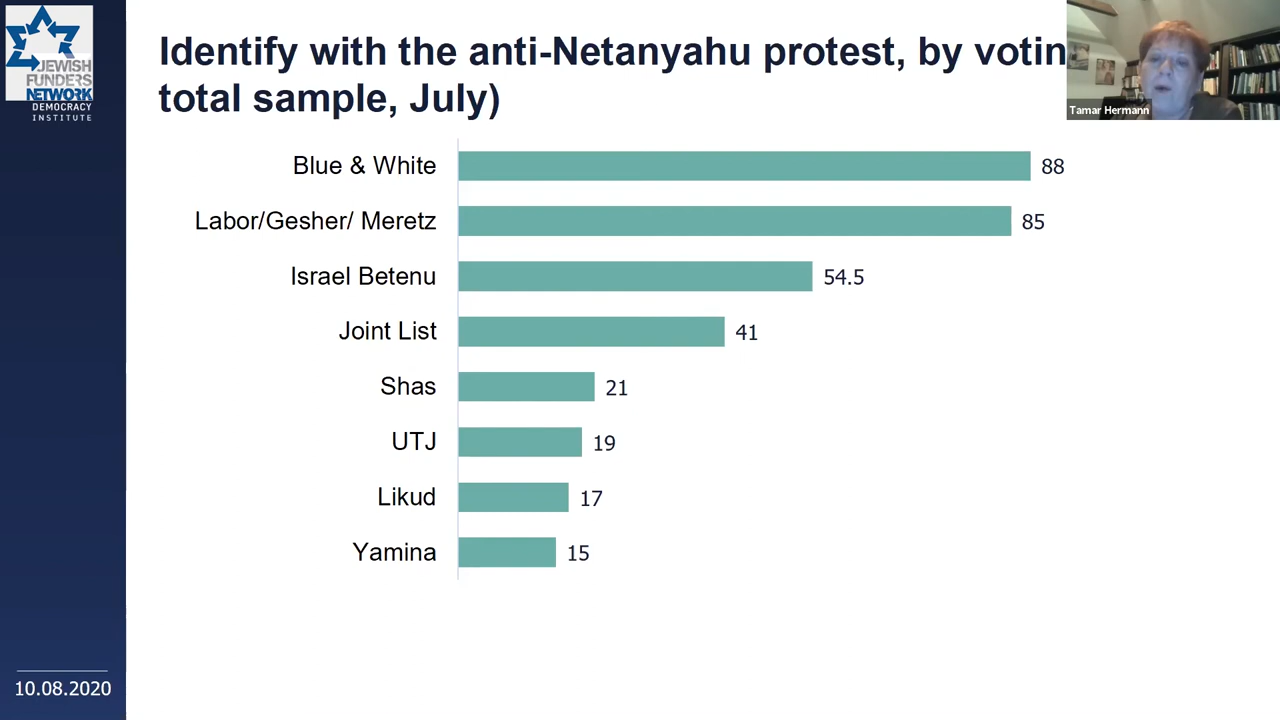 JEWISH
FUNDERS
NETWORK
DEMOCRACY
INSTITUTE
Identify with the anti-Netanyahu protest, by votin
total sample, July)
Tamar Hermann
Blue & White 88
Labor/Gesher/ Meretz 85
Israel Betenu 54.5
Joint List 41
Shas 21
UTJ 19
Likud 17
Yamina 15
10.08.2020